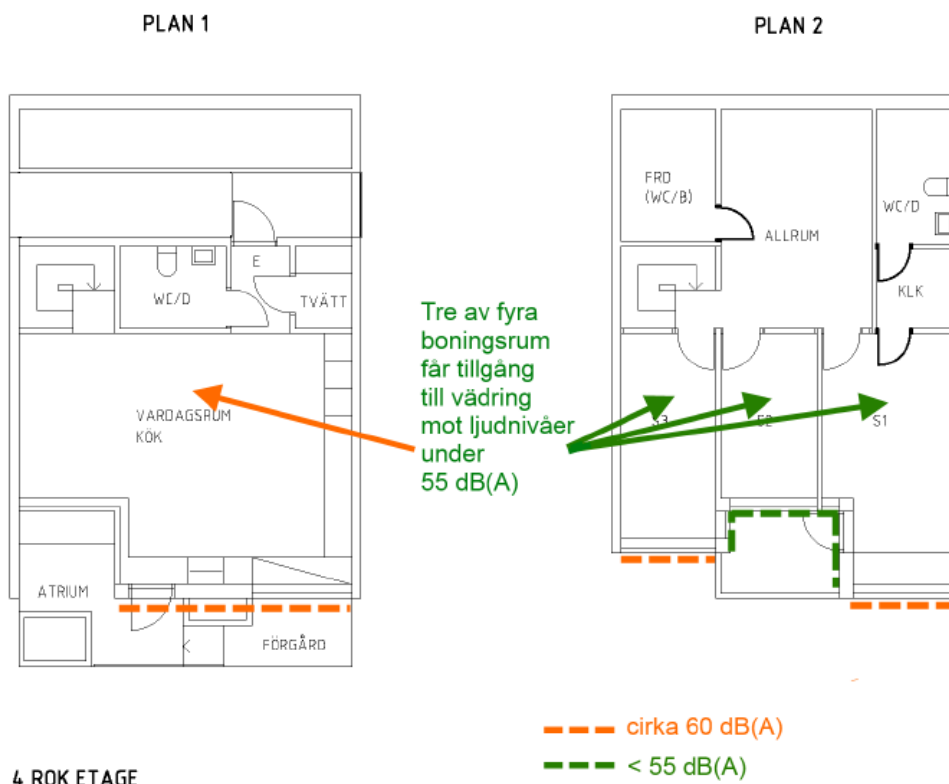 PLAN 1
PLAN 2
FRD
(WC/B)
ALLRUM
WC/D
KLK
E
WC/D
TVÄTT
Tre av fyra
boningsrum
får tillgång
till vädring
mot ljudnivåer
under
55 dB(A)
VARDAGSRUM
KÖK
S3
S2
S1
ATRIUM
FÖRGÅRD
cirka 60 dB(A)
< 55 dB(A)
4 ROK ETAGE